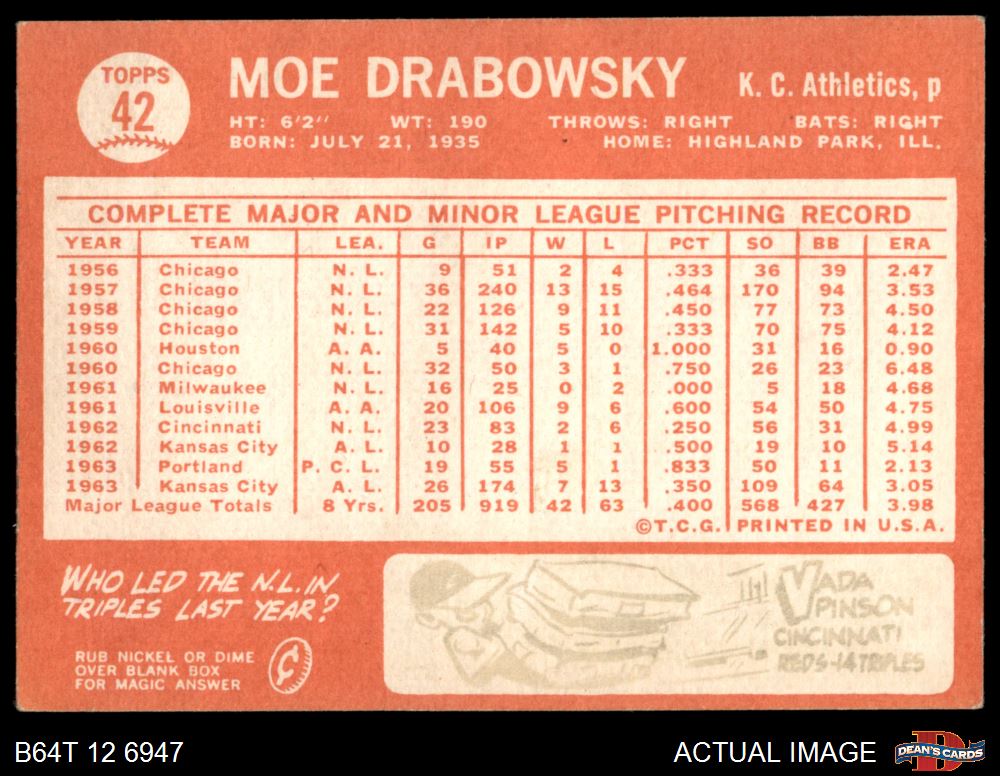 TOPPS
42
MOE DRABOWSKY
K. C. Athletics, p
HT: 6'2" WT: 190 THROWS: RIGHT BATS: RIGHT
BORN: JULY 21, 1935 HOME: HIGHLAND PARK, ILL.
COMPLETE MAJOR AND MINOR LEAGUE PITCHING RECORD
YEAR TEAM LEA. G IP W L PCT SO BB ERA
1956 Chicago N. L. 9 51 2 4 .333 36 39 2.47
1957 Chicago N. L. 36 240 13 15 .464 170 94 3.53
1958 Chicago N. L. 22 126 9 11 .450 77 73 4.50
1959 Chicago N. L. 31 142 5 10 .333 70 75 4.12
1960 Houston A. A. 5 40 5 0 1.000 31 16 0.90
1960 Chicago N. L. 32 50 3 1 .750 26 23 6.48
1961 Milwaukee N. L. 16 25 0 2 .000 5 18 4.68
1961 Louisville A. A. 20 106 9 6 .600 54 50 4.75
1962 Cincinnati N. L. 23 83 2 6 .250 56 31 4.99
1962 Kansas City A. L. 10 28 1 1 .500 19 10 5.14
1963 Portland P. C. L. 19 55 5 1 .833 50 11 2.13
1963 Kansas City A. L. 26 174 7 13 .350 109 64 3.05
Major League Totals 8 Yrs. 205 919 42 63 .400 568 427 3.98
©T.C.G. PRINTED IN U.S.A.
WHO LED THE N.L. IN
TRIPLES LAST YEAR?
RUB NICKEL OR DIME
OVER BLANK BOX
FOR MAGIC ANSWER
VADA
PINSON
CINCINNATI
REDS-14 TRIPLES
B64T 12 6947
ACTUAL IMAGE
DEAN'S CARDS